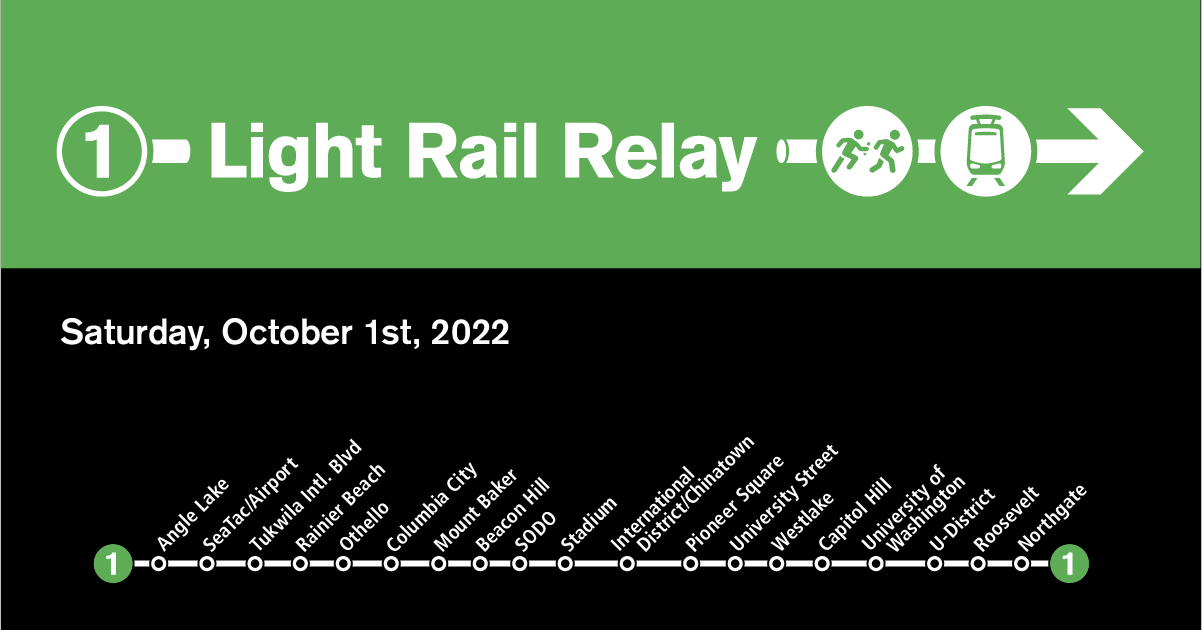 1 Light Rail Relay
Saturday, October 1st, 2022
1
Angle Lake
SeaTac/Airport
Tukwila Intl. Blvd
Rainier Beach
Othello
Columbia City
Mount Baker
Beacon Hill
SODO
Stadium
International
District/Chinatown
Pioneer Square
University Street
Westlake
Capitol Hill
University of
Washington
U-District
Roosevelt
Northgate
1